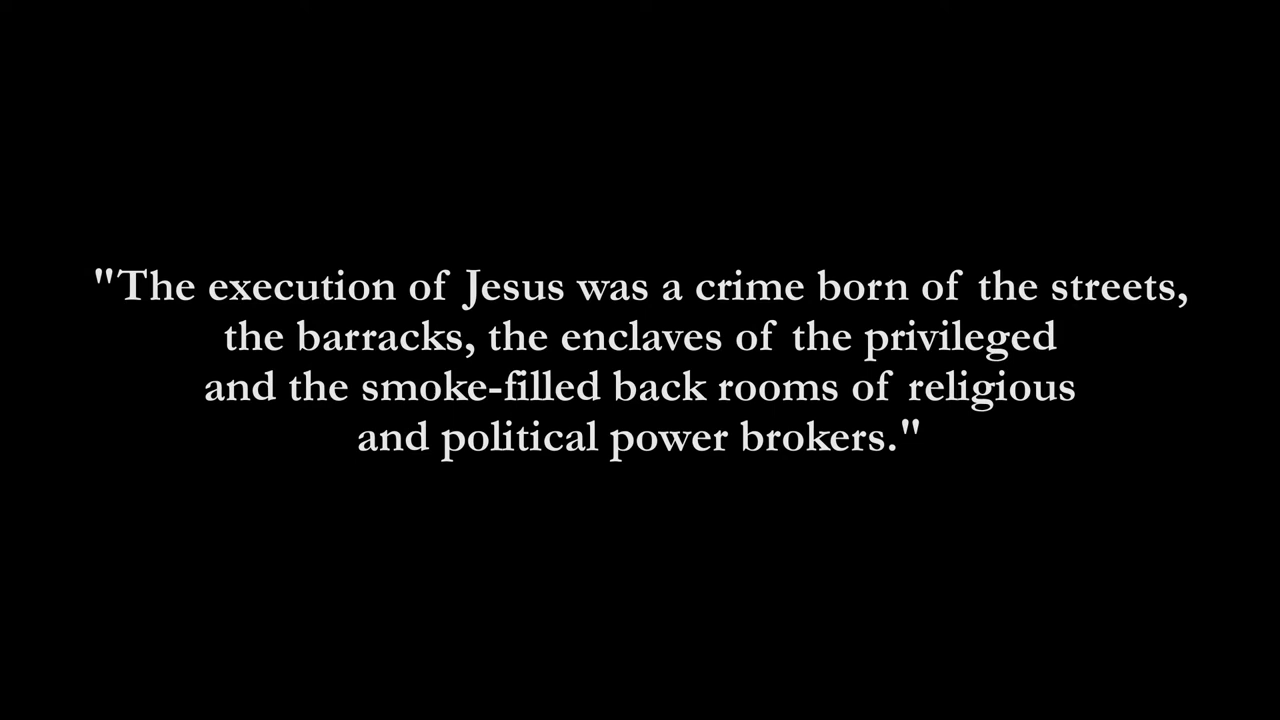 "The execution of Jesus was a crime born of the streets,
the barracks, the enclaves of the privileged
and the smoke-filled back rooms of religious
and political power brokers."